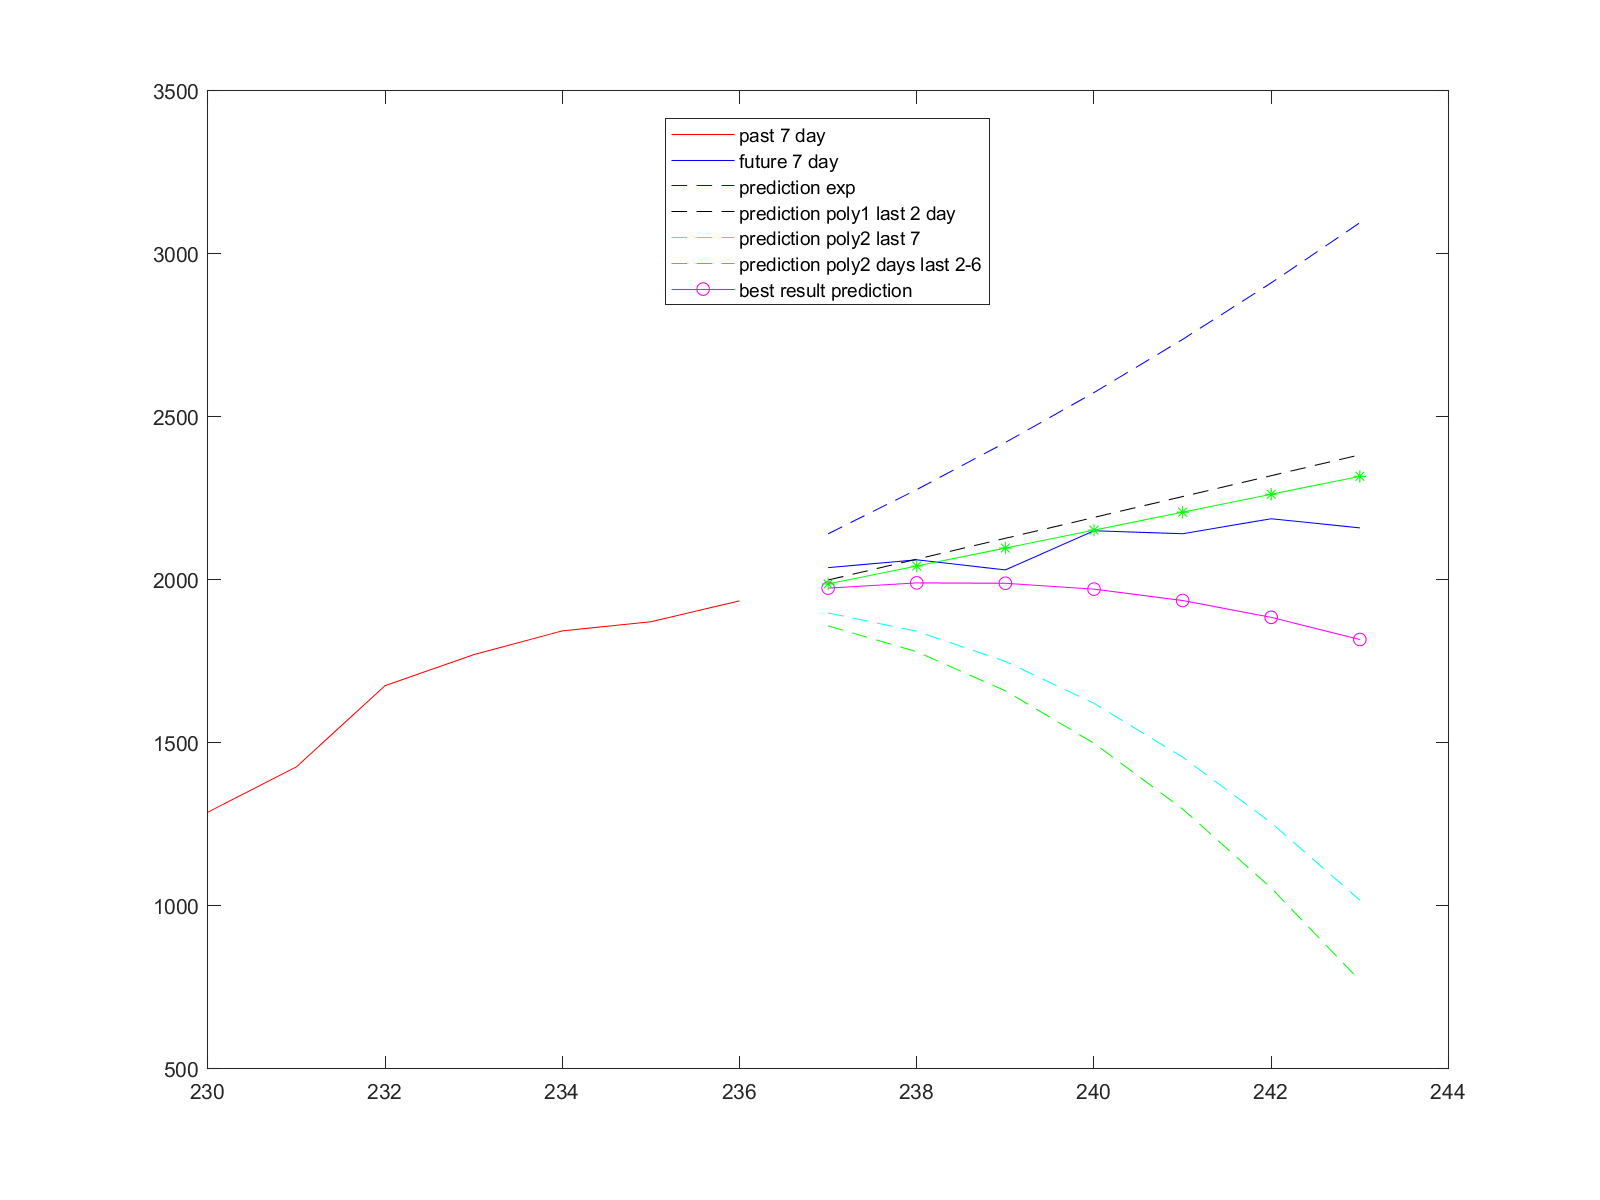 3500
3000
2500
2000
1500
1000
500
past 7 day
future 7 day
prediction exp
prediction poly1 last 2 day
prediction poly2 last 7
prediction poly2 days last 2-6
best result prediction
230 232 234 236 238 240 242 244